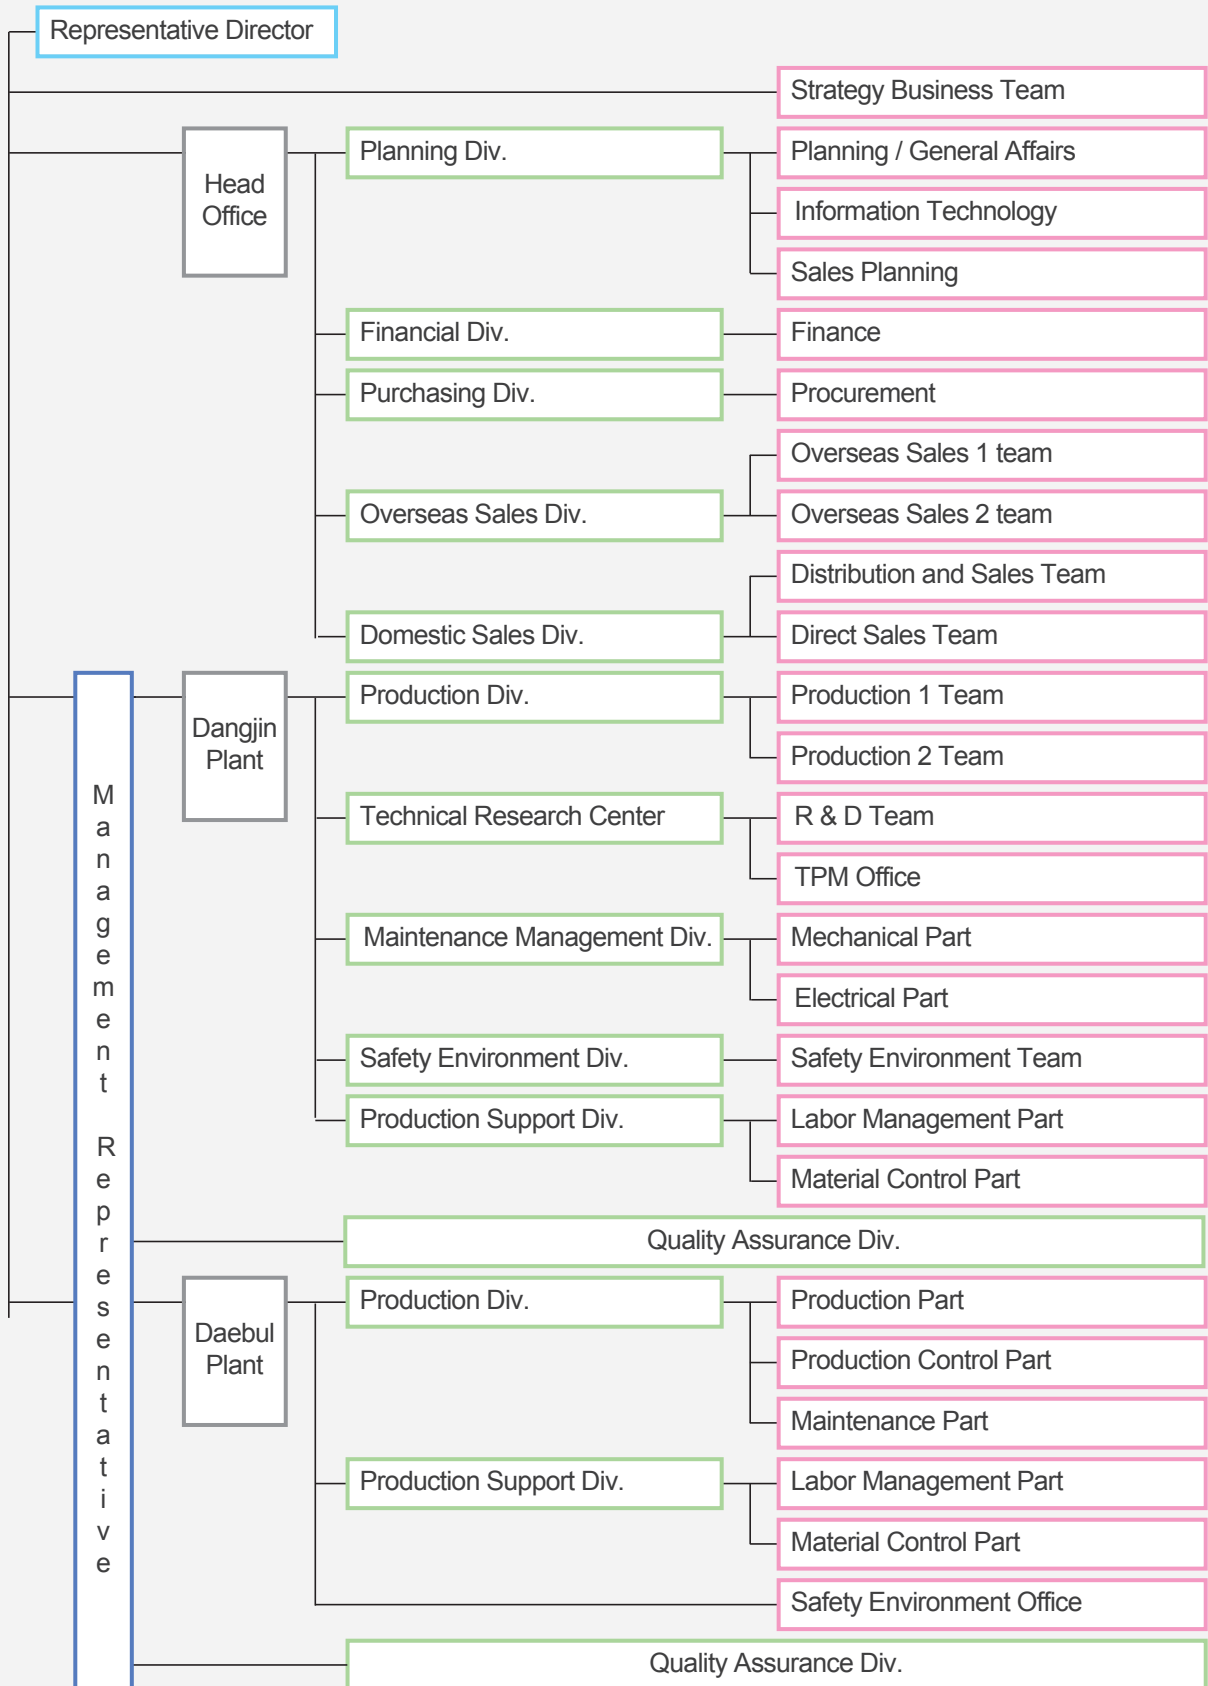 Representative Director
Strategy Business Team
Head
Office
Planning Div.
Planning / General Affairs
Information Technology
Sales Planning
Financial Div.
Finance
Purchasing Div.
Procurement
Overseas Sales 1 team
Overseas Sales Div.
Overseas Sales 2 team
Distribution and Sales Team
Domestic Sales Div.
Direct Sales Team
Management Representative
Dangjin
Plant
Production Div.
Production 1 Team
Production 2 Team
Technical Research Center
R & D Team
TPM Office
Maintenance Management Div.
Mechanical Part
Electrical Part
Safety Environment Div.
Safety Environment Team
Production Support Div.
Labor Management Part
Material Control Part
Quality Assurance Div.
Daebul
Plant
Production Div.
Production Part
Production Control Part
Maintenance Part
Production Support Div.
Labor Management Part
Material Control Part
Safety Environment Office
Quality Assurance Div.